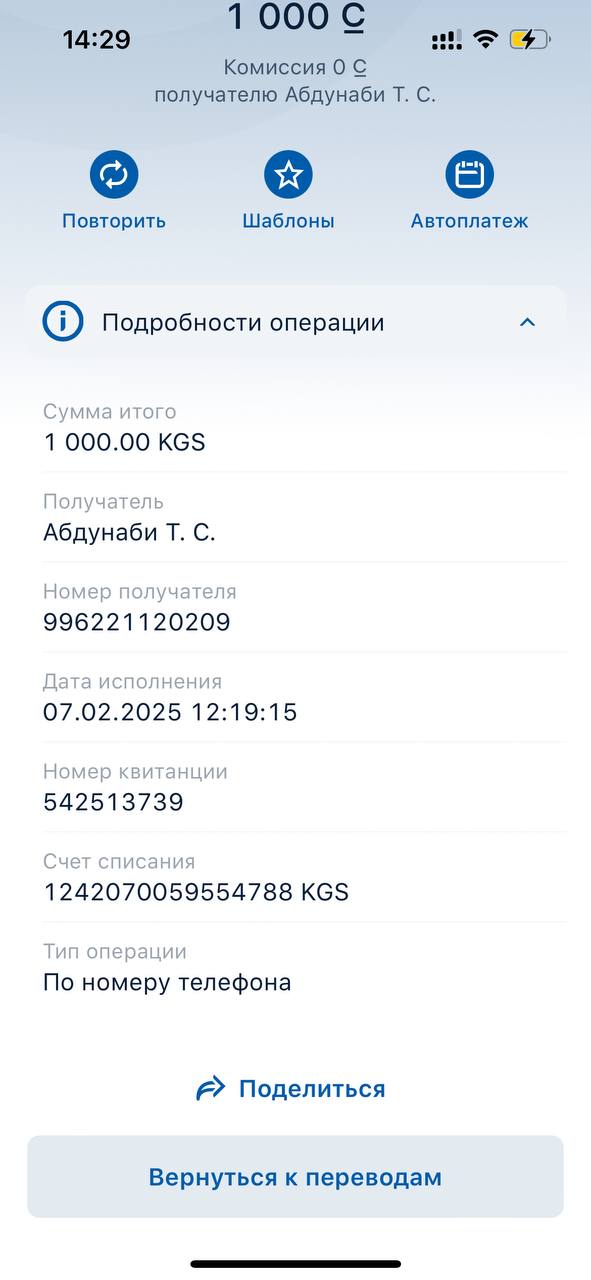 1 000 С
14:29
Комиссия 0 С
получателю Абдунаби Т. С.
Повторить
Шаблоны
Автоплатеж
Подробности операции
Сумма итого
1 000.00 KGS
Получатель
Абдунаби Т. С.
Номер получателя
996221120209
Дата исполнения
07.02.2025 12:19:15
Номер квитанции
542513739
Счет списания
1242070059554788 KGS
Тип операции
По номеру телефона
Поделиться
Вернуться к переводам